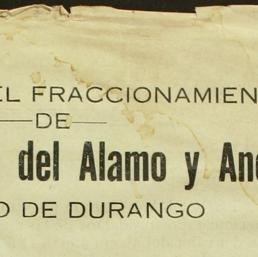 EL FRACCIONAMIEN
DE
del Alamo y An
O DE DURANGO